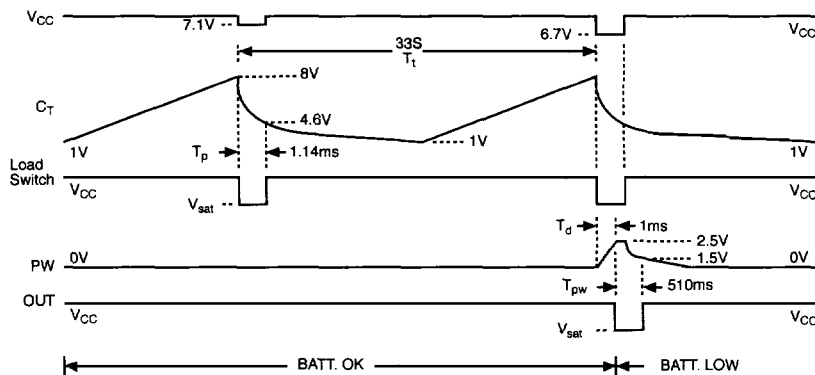 VCC 7.1V 33S 6.7V VCC
Tt
8V
CT 4.6V
1V Tp 1.14ms 1V 1V
Load Switch VCC Vsat VCC
Td 1ms
2.5V
PW 0V 1.5V 0V
Tpw 510ms
OUT VCC Vsat VCC
BATT. OK BATT. LOW